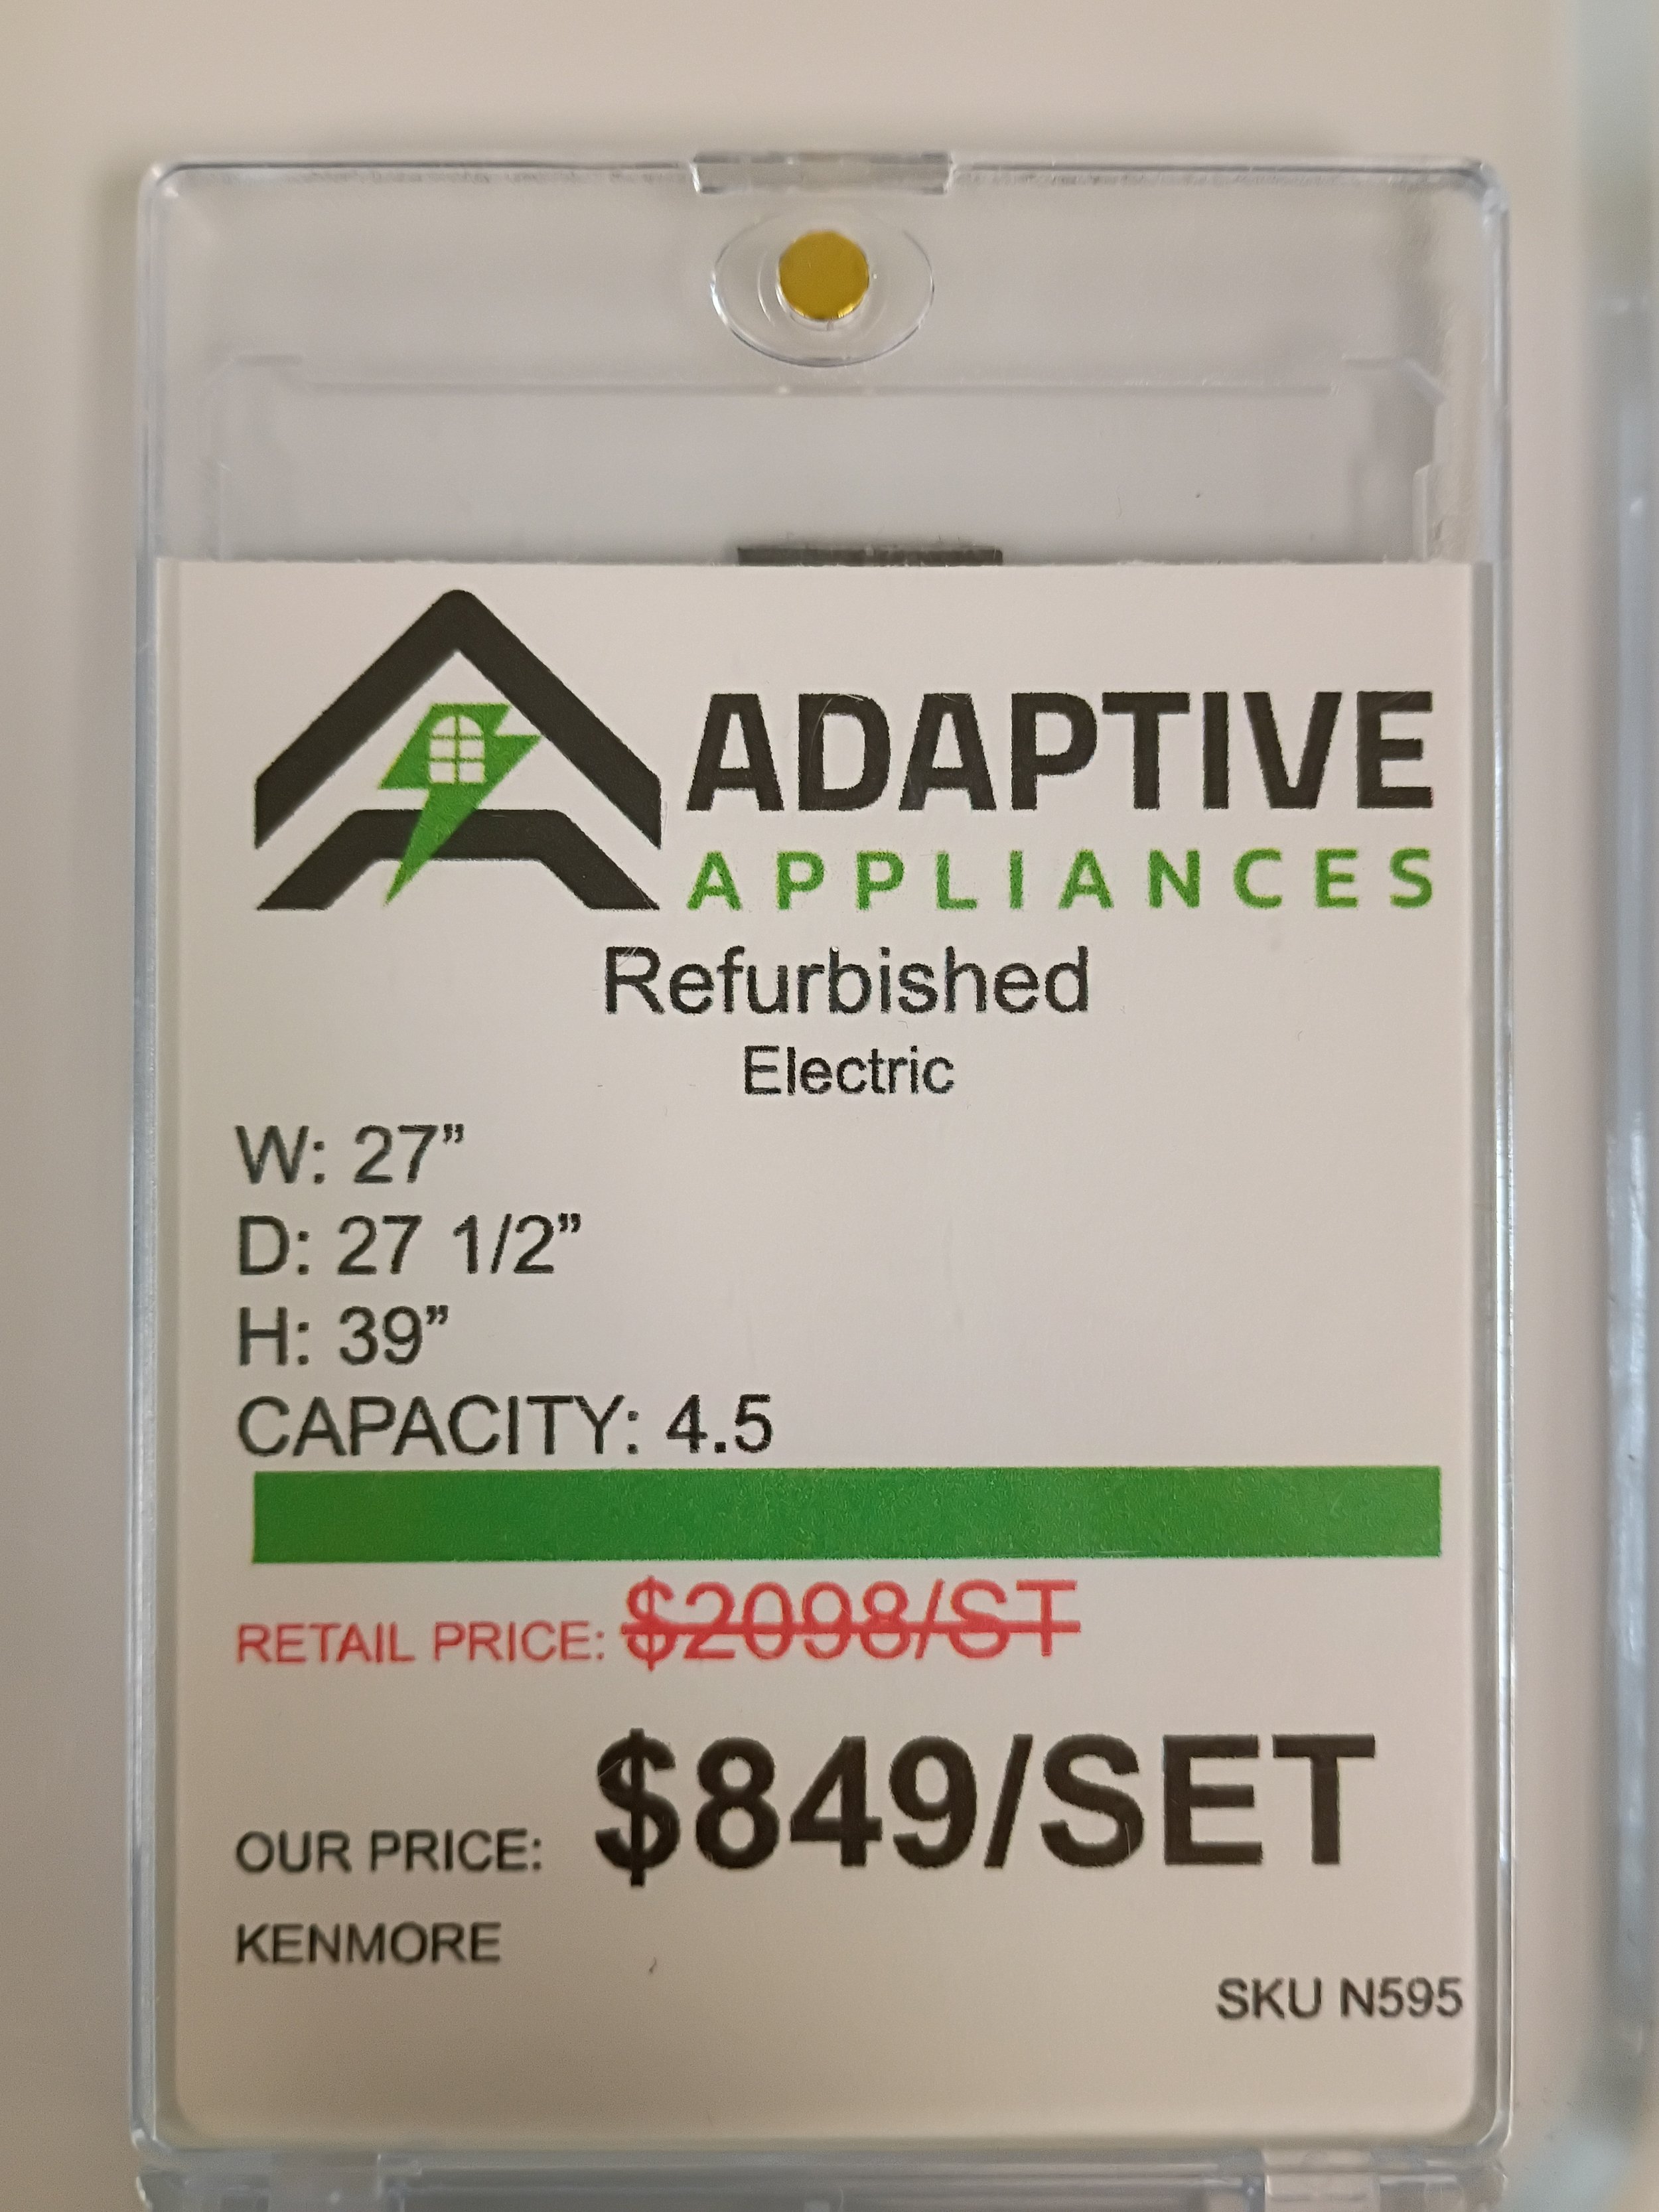 ADAPTIVE
APPLIANCES
Refurbished
Electric
W: 27”
D: 27 1/2”
H: 39”
CAPACITY: 4.5
RETAIL PRICE: $2098/ST
OUR PRICE: $849/SET
KENMORE
SKU N595